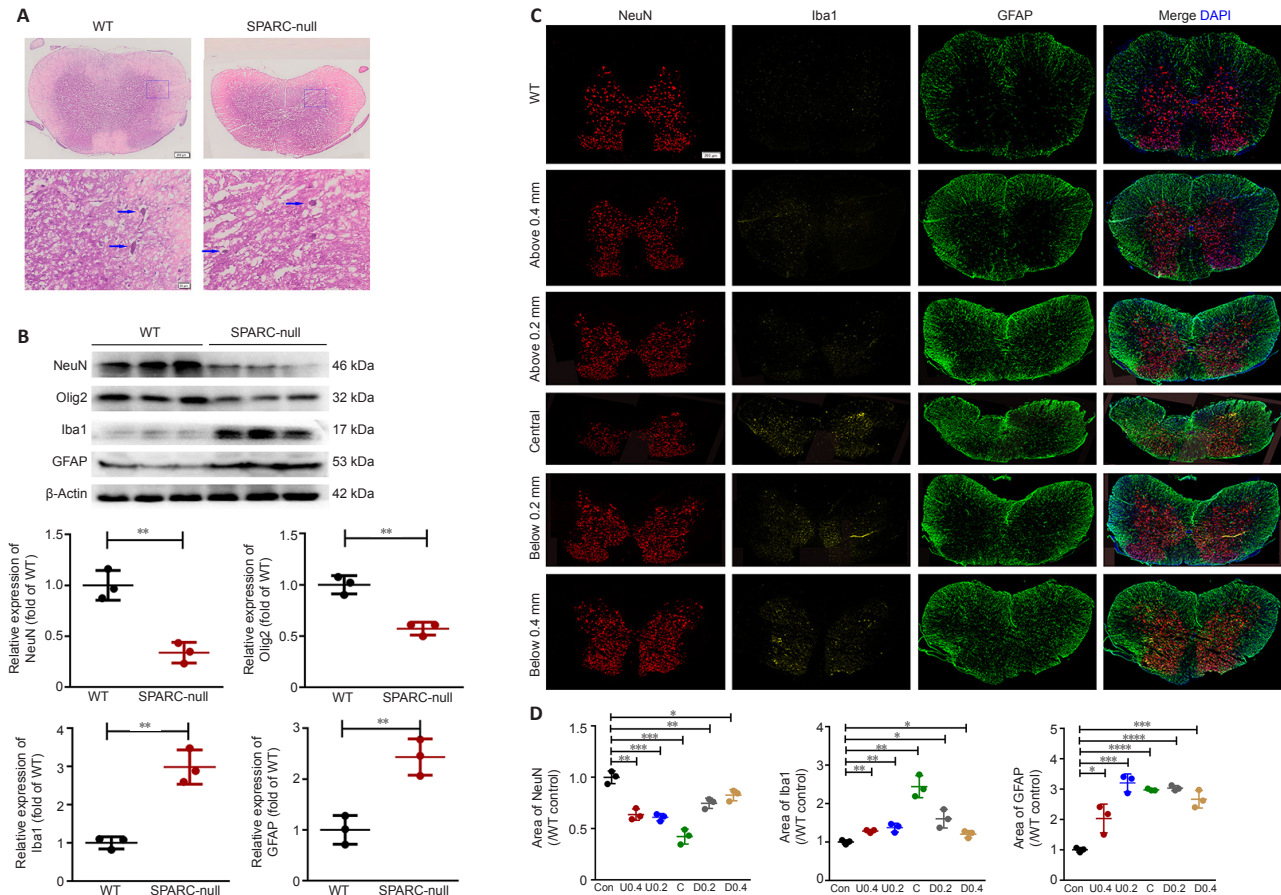 A
WT
SPARC-null
B
WT
SPARC-null
NeuN
46 kDa
Olig2
32 kDa
Iba1
17 kDa
GFAP
53 kDa
β-Actin
42 kDa
Relative expression of
NeuN (fold of WT)
1.5
1.0
0.5
0
**
WT
SPARC-null
Relative expression of
Olig2 (fold of WT)
1.5
1.0
0.5
0
**
WT
SPARC-null
Relative expression of
Iba1 (fold of WT)
4
3
2
1
0
**
WT
SPARC-null
Relative expression of
GFAP (fold of WT)
3
2
1
0
**
WT
SPARC-null
C
NeuN
Iba1
GFAP
Merge DAPI
WT
Above 0.4 mm
Above 0.2 mm
Central
Below 0.2 mm
Below 0.4 mm
D
Area of NeuN
(/WT control)
1.5
1.0
0.5
0
*
**
***
***
**
Con U0.4 U0.2 C D0.2 D0.4
Area of Iba1
(/WT control)
4
3
2
1
0
*
*
**
**
**
Con U0.4 U0.2 C D0.2 D0.4
Area of GFAP
(/WT control)
5
4
3
2
1
0
***
****
****
***
*
Con U0.4 U0.2 C D0.2 D0.4